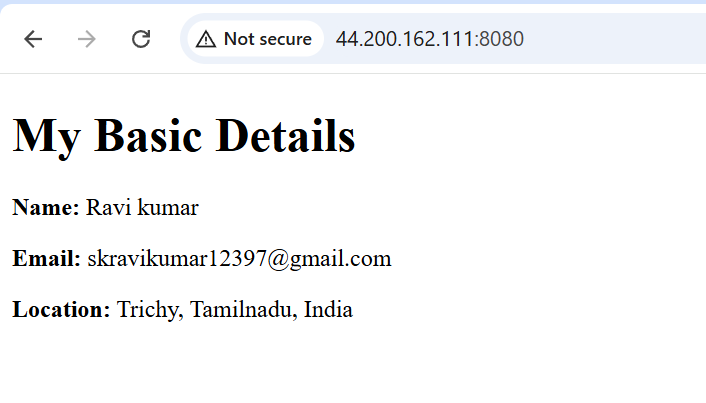 Not secure 44.200.162.111:8080
My Basic Details
Name: Ravi kumar
Email: skravikumar12397@gmail.com
Location: Trichy, Tamilnadu, India